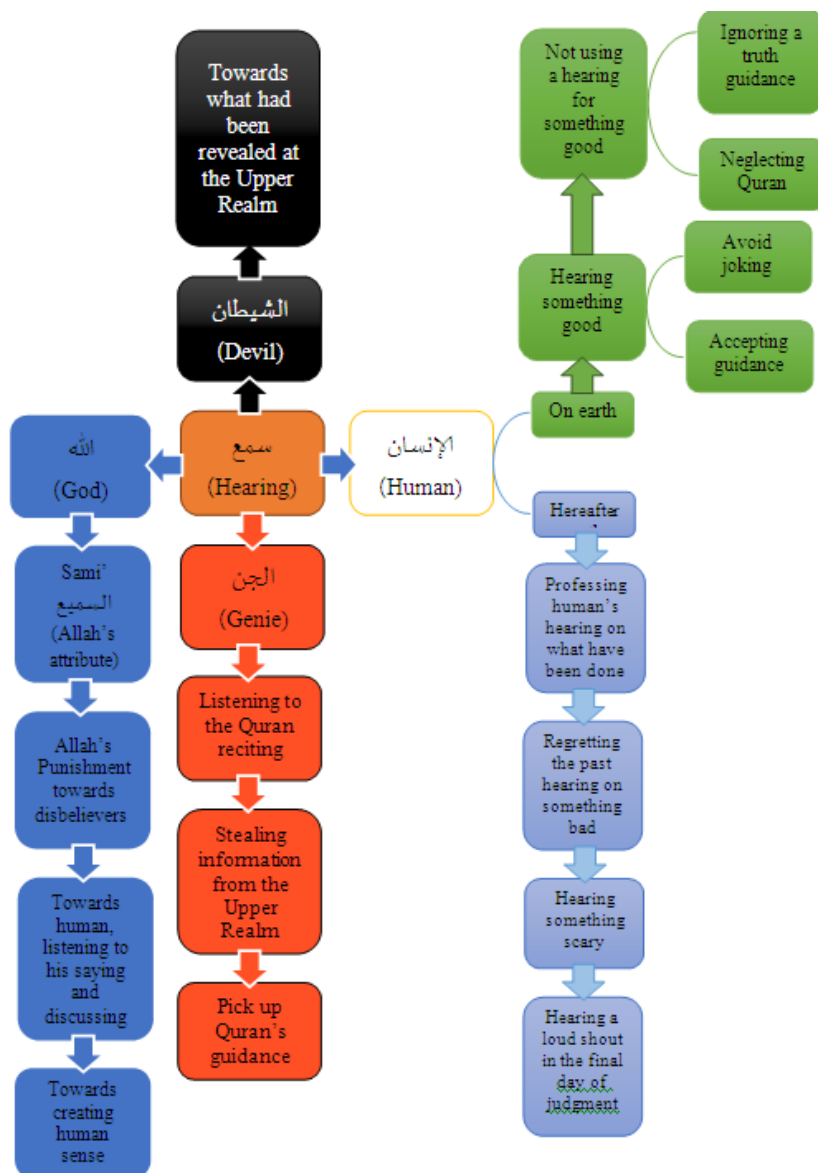 Towards
what had
been
revealed at
the Upper
Realm
الشيطان
(Devil)
سمع
(Hearing)
الله
(God)
Sami’
السميع
(Allah’s
attribute)
Allah’s
Punishment
towards
disbelievers
Towards
human,
listening to
his saying
and
discussing
Towards
creating
human
sense
الجن
(Genie)
Listening to
the Quran
reciting
Stealing
information
from the
Upper
Realm
Pick up
Quran’s
guidance
الإنسان
(Human)
On earth
Hearing
something
good
Avoid
joking
Accepting
guidance
Not using
a hearing
for
something
good
Ignoring a
truth
guidance
Neglecting
Quran
Hereafter
Professing
human’s
hearing on
what have
been done
Regretting
the past
hearing on
something
bad
Hearing
something
scary
Hearing a
loud shout
in the final
day of
judgment